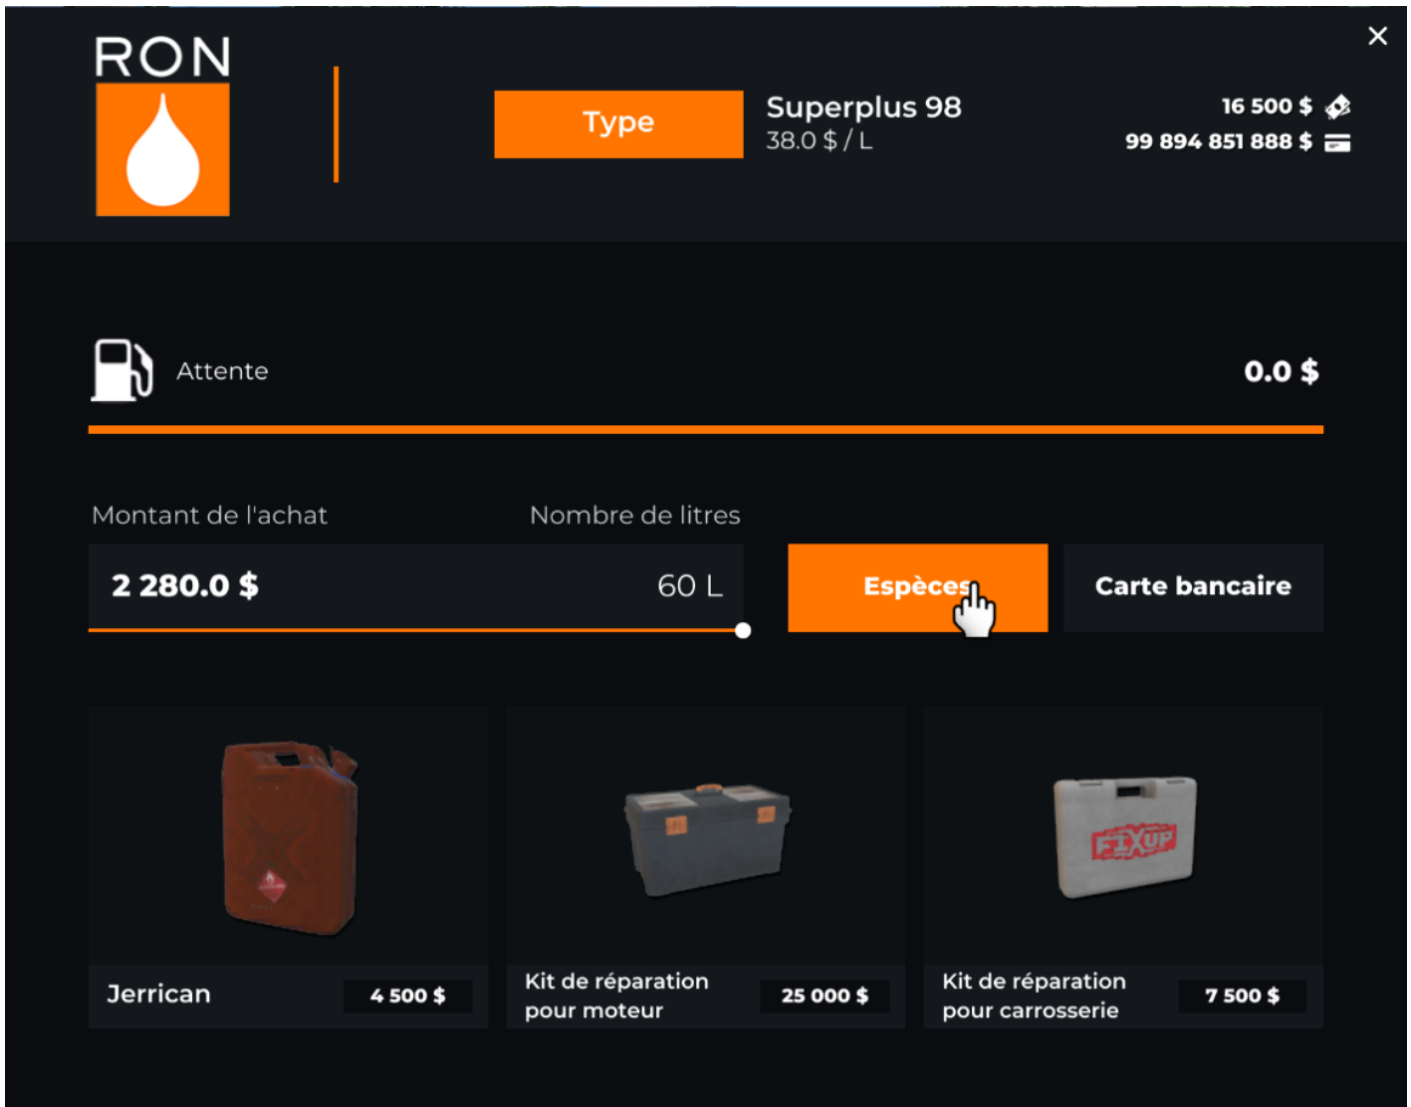 RON
Type
Superplus 98
38.0 $ / L
16 500 $
99 894 851 888 $
Attente
0.0 $
Montant de l'achat
Nombre de litres
2 280.0 $
60 L
Espèces
Carte bancaire
FIXUP
Jerrican
4 500 $
Kit de réparation
pour moteur
25 000 $
Kit de réparation
pour carrosserie
7 500 $